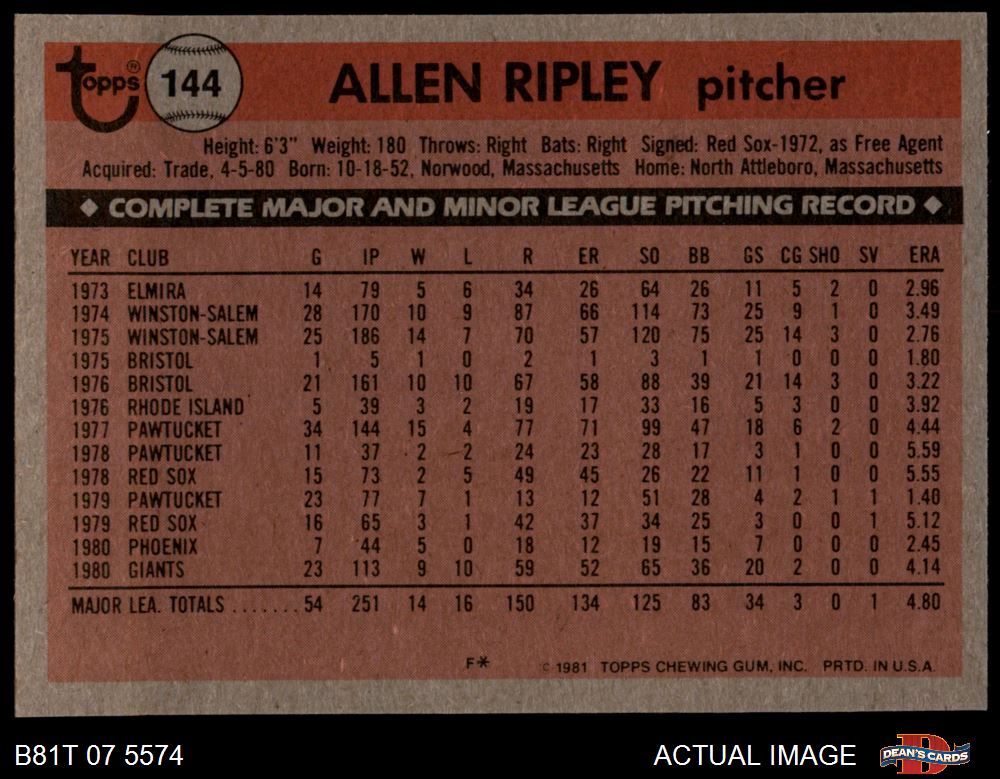 topps® 144 ALLEN RIPLEY pitcher
Height: 6'3" Weight: 180 Throws: Right Bats: Right Signed: Red Sox-1972, as Free Agent
Acquired: Trade, 4-5-80 Born: 10-18-52, Norwood, Massachusetts Home: North Attleboro, Massachusetts
◆ COMPLETE MAJOR AND MINOR LEAGUE PITCHING RECORD ◆
YEAR CLUB G IP W L R ER SO BB GS CG SHO SV ERA
1973 ELMIRA 14 79 5 6 34 26 64 26 11 5 2 0 2.96
1974 WINSTON-SALEM 28 170 10 9 87 66 114 73 25 9 1 0 3.49
1975 WINSTON-SALEM 25 186 14 7 70 57 120 75 25 14 3 0 2.76
1975 BRISTOL 1 5 1 0 2 1 3 1 1 0 0 0 1.80
1976 BRISTOL 21 161 10 10 67 58 88 39 21 14 3 0 3.22
1976 RHODE ISLAND 5 39 3 2 19 17 33 16 5 3 0 0 3.92
1977 PAWTUCKET 34 144 15 4 77 71 99 47 18 6 2 0 4.44
1978 PAWTUCKET 11 37 2 2 24 23 28 17 3 1 0 0 5.59
1978 RED SOX 15 73 2 5 49 45 26 22 11 1 0 0 5.55
1979 PAWTUCKET 23 77 7 1 13 12 51 28 4 2 1 1 1.40
1979 RED SOX 16 65 3 1 42 37 34 25 3 0 0 1 5.12
1980 PHOENIX 7 44 5 0 18 12 19 15 7 0 0 0 2.45
1980 GIANTS 23 113 9 10 59 52 65 36 20 2 0 0 4.14
MAJOR LEA. TOTALS .......54 251 14 16 150 134 125 83 34 3 0 1 4.80
F* © 1981 TOPPS CHEWING GUM, INC. PRTD. IN U.S.A.
B81T 07 5574 ACTUAL IMAGE DEAN'S CARDS